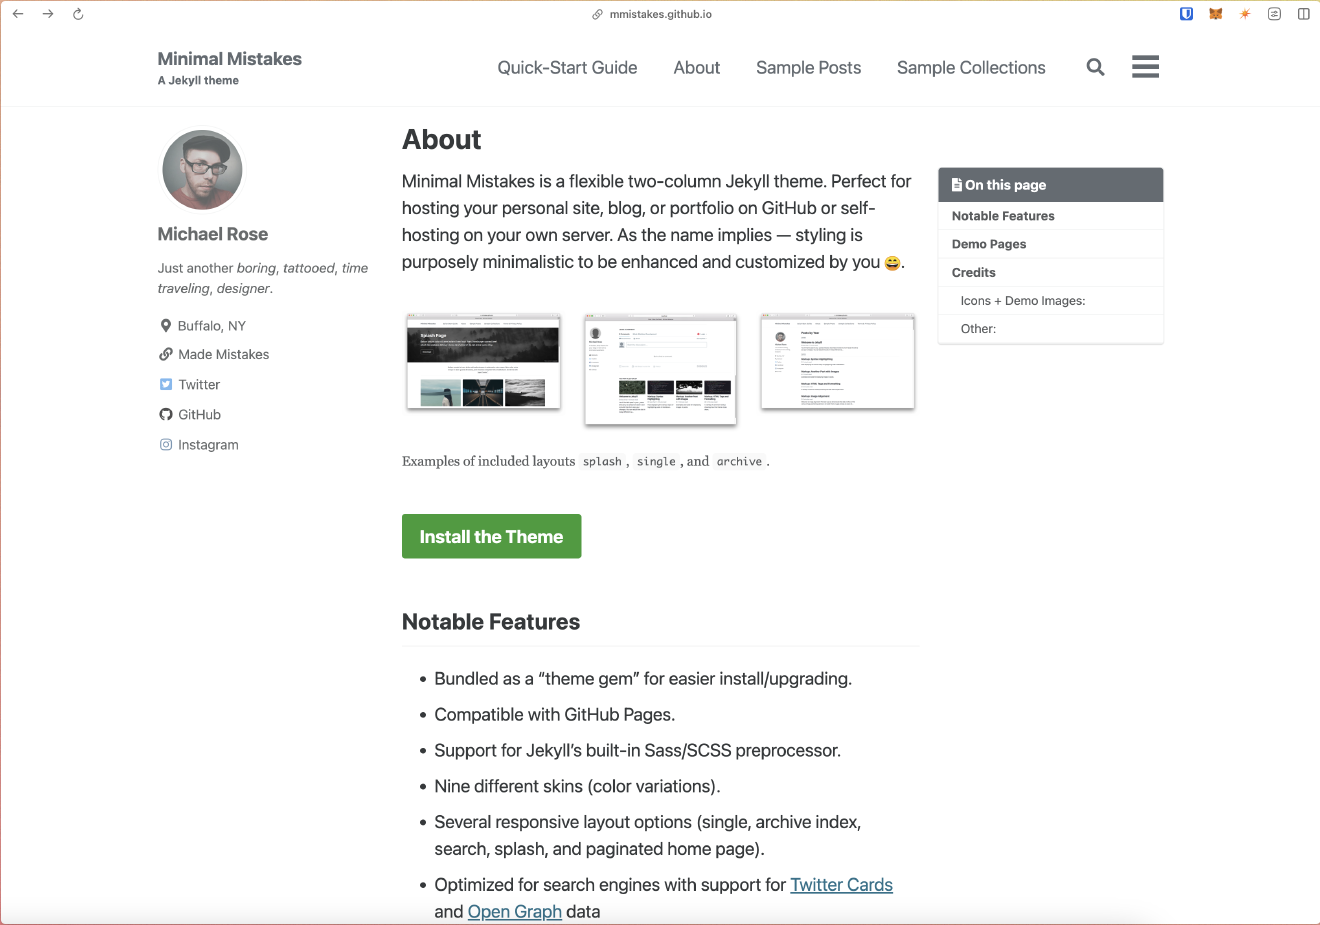 mmistakes.github.io
Minimal Mistakes
A Jekyll theme
Quick-Start Guide
About
Sample Posts
Sample Collections
Michael Rose
Just another boring, tattooed, time
traveling, designer.
Buffalo, NY
Made Mistakes
Twitter
GitHub
Instagram
About
Minimal Mistakes is a flexible two-column Jekyll theme. Perfect for
hosting your personal site, blog, or portfolio on GitHub or self-
hosting on your own server. As the name implies — styling is
purposely minimalistic to be enhanced and customized by you 😄.
Splash Page
Examples of included layouts splash, single, and archive.
Install the Theme
Notable Features
• Bundled as a “theme gem” for easier install/upgrading.
• Compatible with GitHub Pages.
• Support for Jekyll’s built-in Sass/SCSS preprocessor.
• Nine different skins (color variations).
• Several responsive layout options (single, archive index,
search, splash, and paginated home page).
• Optimized for search engines with support for Twitter Cards
and Open Graph data
On this page
Notable Features
Demo Pages
Credits
Icons + Demo Images:
Other: